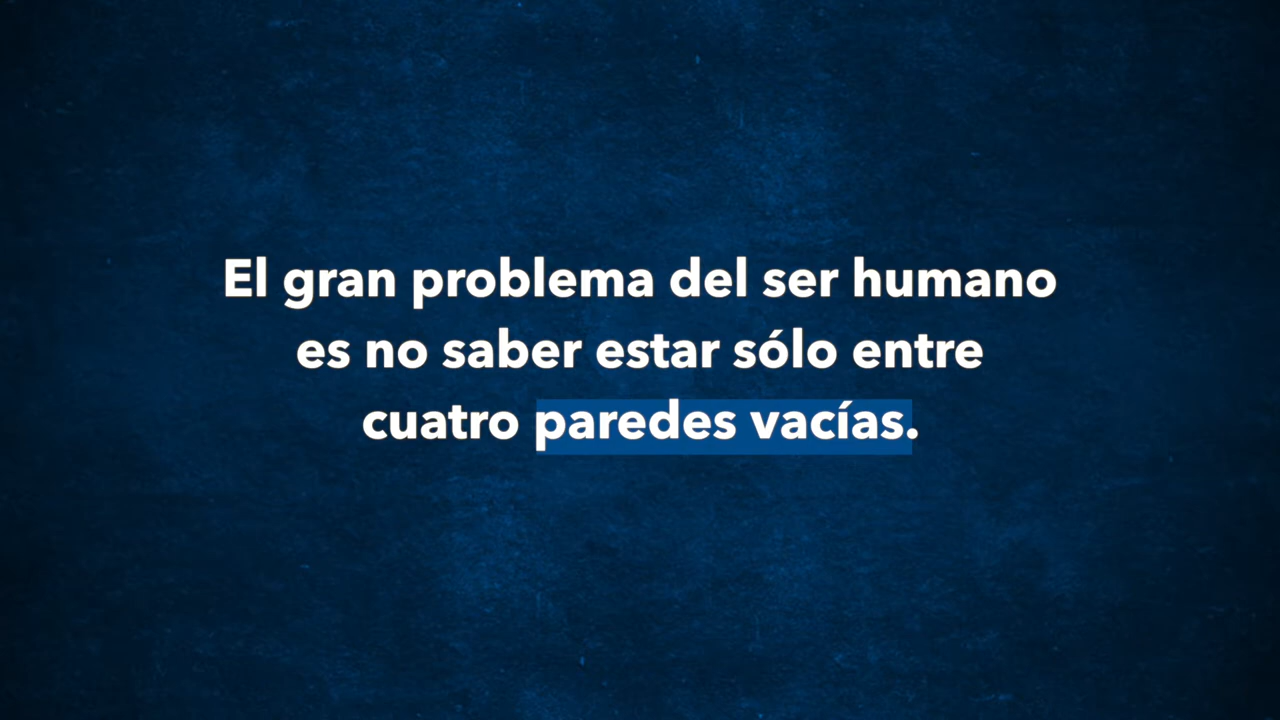 El gran problema del ser humano
es no saber estar sólo entre
cuatro paredes vacías.